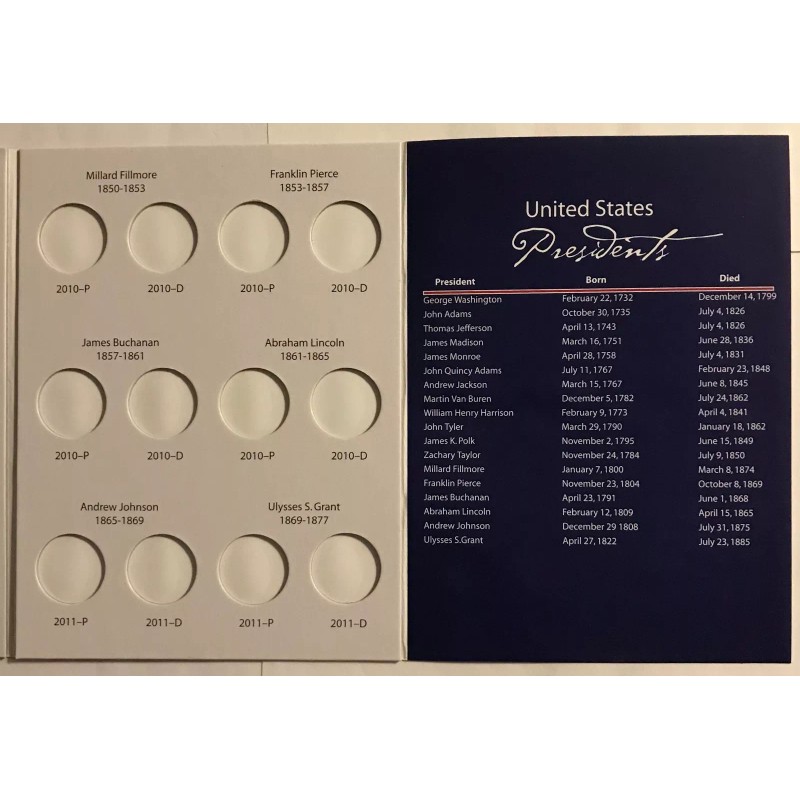 Millard Fillmore
1850-1853
Franklin Pierce
1853-1857
2010–P
2010–D
2010–P
2010–D
James Buchanan
1857-1861
Abraham Lincoln
1861-1865
2010–P
2010–D
2010–P
2010–D
Andrew Johnson
1865-1869
Ulysses S. Grant
1869-1877
2011–P
2011–D
2011–P
2011–D
United States
Presidents
President Born Died
George Washington February 22, 1732 December 14, 1799
John Adams October 30, 1735 July 4, 1826
Thomas Jefferson April 13, 1743 July 4, 1826
James Madison March 16, 1751 June 28, 1836
James Monroe April 28, 1758 July 4, 1831
John Quincy Adams July 11, 1767 February 23, 1848
Andrew Jackson March 15, 1767 June 8, 1845
Martin Van Buren December 5, 1782 July 24,1862
William Henry Harrison February 9, 1773 April 4, 1841
John Tyler March 29, 1790 January 18, 1862
James K. Polk November 2, 1795 June 15, 1849
Zachary Taylor November 24, 1784 July 9, 1850
Millard Fillmore January 7, 1800 March 8, 1874
Franklin Pierce November 23, 1804 October 8, 1869
James Buchanan April 23, 1791 June 1, 1868
Abraham Lincoln February 12, 1809 April 15, 1865
Andrew Johnson December 29 1808 July 31, 1875
Ulysses S.Grant April 27, 1822 July 23, 1885